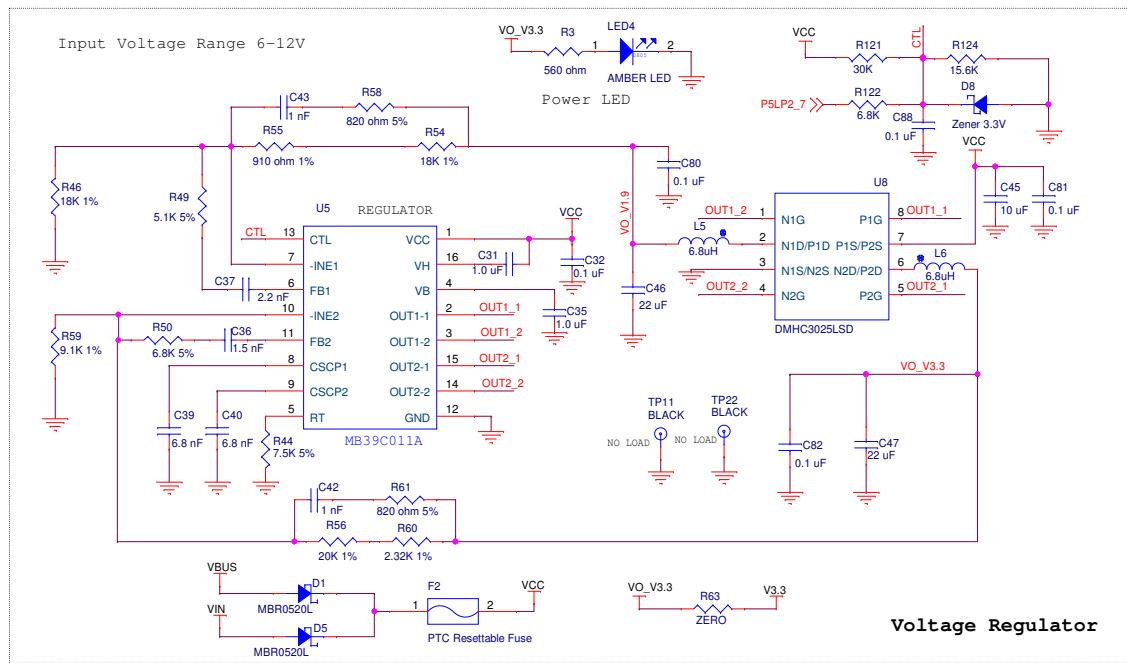 Input Voltage Range 6-12V
VO_V3.3
R3
560 ohm
1
LED4
0805
2
AMBER LED
Power LED
VCC
R121
30K
CTL
R124
15.6K
P5LP2_7
R122
6.8K
C88
0.1 uF
D8
Zener 3.3V
C43
1 nF
R58
820 ohm 5%
R55
910 ohm 1%
R54
18K 1%
R46
18K 1%
R49
5.1K 5%
C80
0.1 uF
VO_V1.9
L5
6.8uH
C46
22 uF
U8
OUT1_2
1
N1G
P1G
8
OUT1_1
2
N1D/P1D
P1S/P2S
7
3
N1S/N2S
N2D/P2D
6
OUT2_2
4
N2G
P2G
5
OUT2_1
DMHC3025LSD
L6
6.8uH
VCC
C45
10 uF
C81
0.1 uF
U5
REGULATOR
CTL
13
CTL
VCC
1
7
-INE1
VH
16
6
FB1
VB
4
10
-INE2
OUT1-1
2
OUT1_1
11
FB2
OUT1-2
3
OUT1_2
8
CSCP1
OUT2-1
15
OUT2_1
9
CSCP2
OUT2-2
14
OUT2_2
5
RT
GND
12
MB39C011A
VCC
C31
1.0 uF
C32
0.1 uF
C35
1.0 uF
C37
2.2 nF
R59
9.1K 1%
R50
6.8K 5%
C36
1.5 nF
C39
6.8 nF
C40
6.8 nF
R44
7.5K 5%
VO_V3.3
TP11
BLACK
NO LOAD
TP22
BLACK
NO LOAD
C82
0.1 uF
C47
22 uF
C42
1 nF
R61
820 ohm 5%
R56
20K 1%
R60
2.32K 1%
VBUS
D1
MBR0520L
VIN
D5
MBR0520L
F2
1
2
PTC Resettable Fuse
VCC
VO_V3.3
R63
ZERO
V3.3
Voltage Regulator